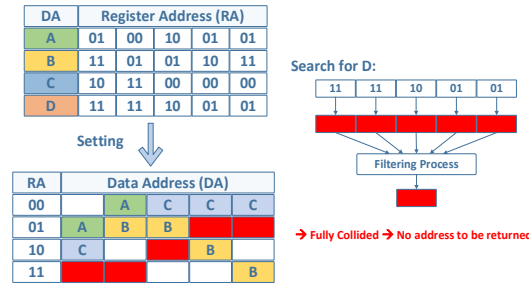 DA Register Address (RA)
A 01 00 10 01 01
B 11 01 01 10 11
C 10 11 00 00 00
D 11 11 10 01 01
Setting
RA Data Address (DA)
00 A C C C
01 A B B
10 C B
11 B
Search for D:
11 11 10 01 01
Filtering Process
→ Fully Collided → No address to be returned